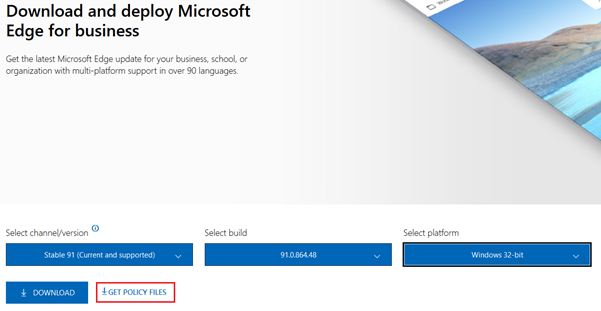 Download and deploy Microsoft
Edge for business
Get the latest Microsoft Edge update for your business, school, or
organization with multi-platform support in over 90 languages.
Select channel/version
Select build
Select platform
Stable 91 (Current and supported)
91.0.864.48
Windows 32-bit
DOWNLOAD
GET POLICY FILES